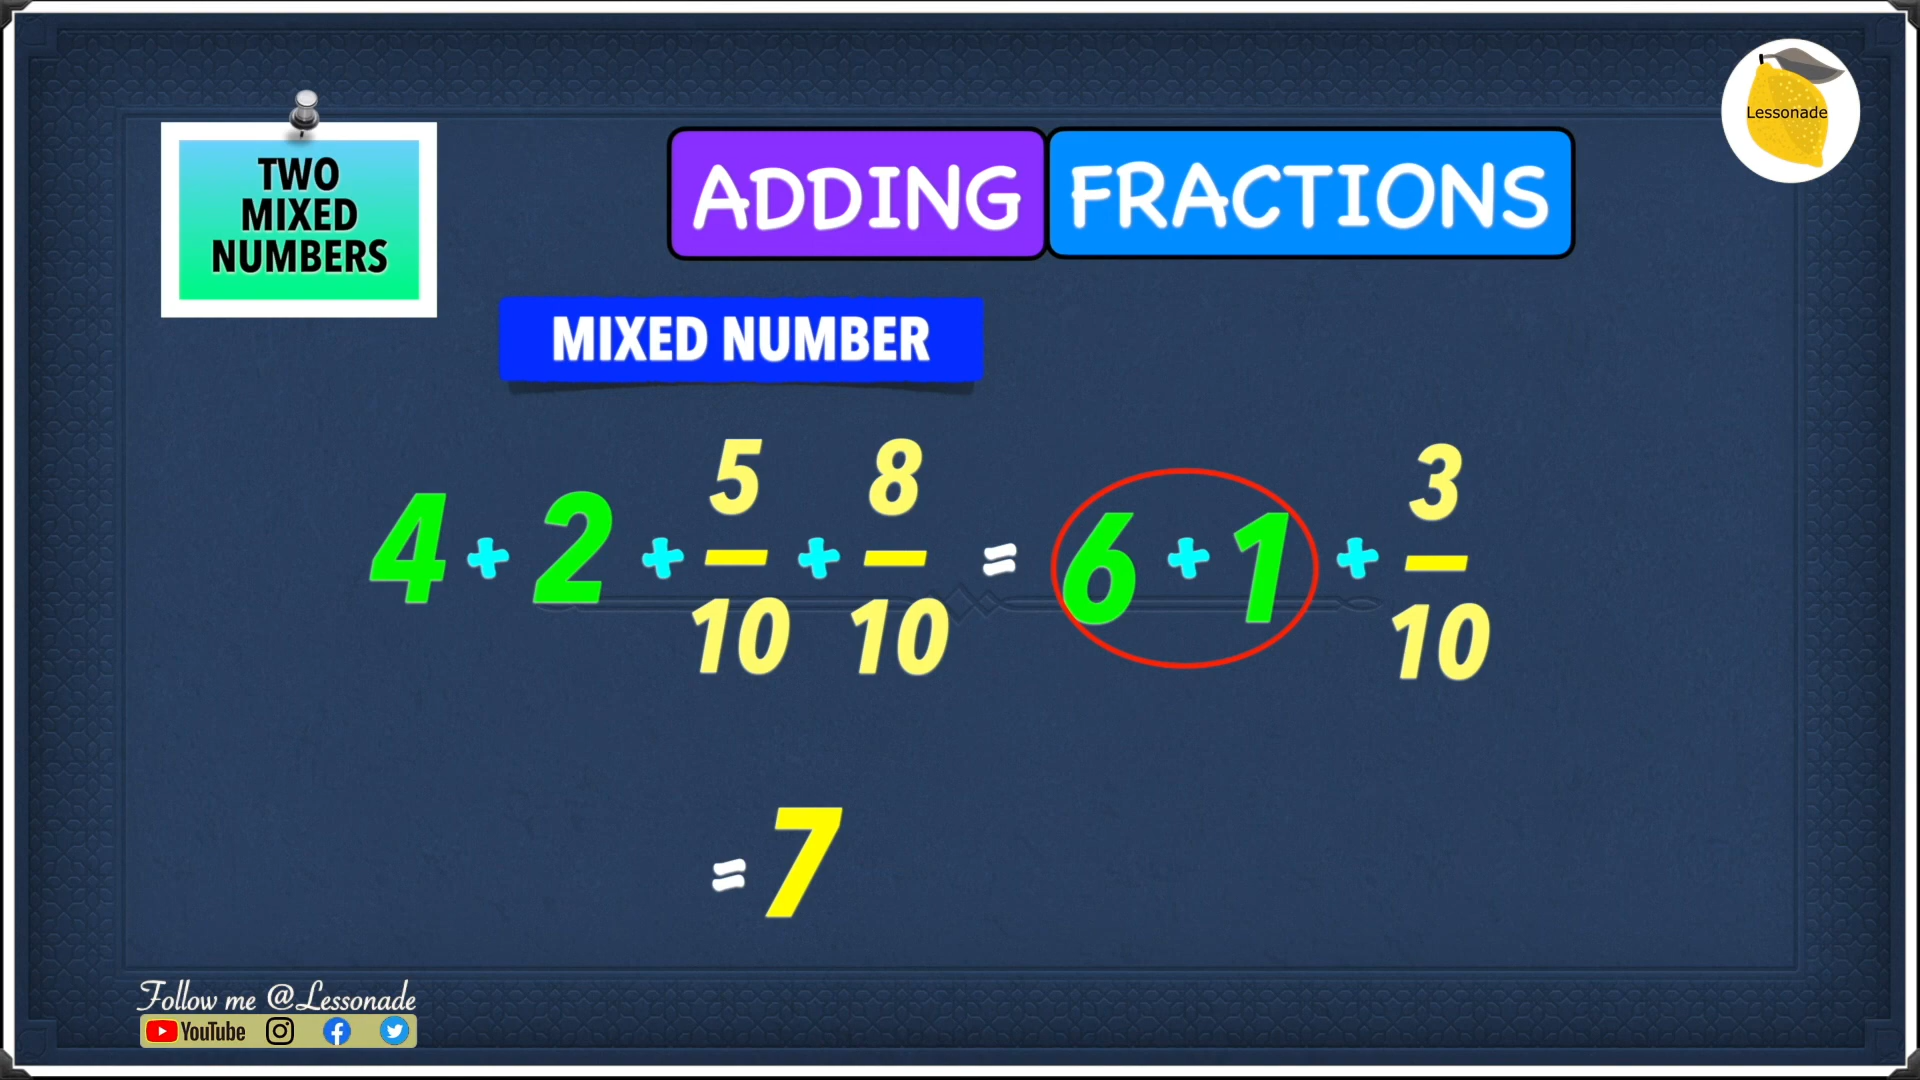 TWO
MIXED
NUMBERS
ADDING FRACTIONS
Lessonade
MIXED NUMBER
4 + 2 + 5/10 + 8/10 = 6 + 1 + 3/10
= 7
Follow me @Lessonade
YouTube